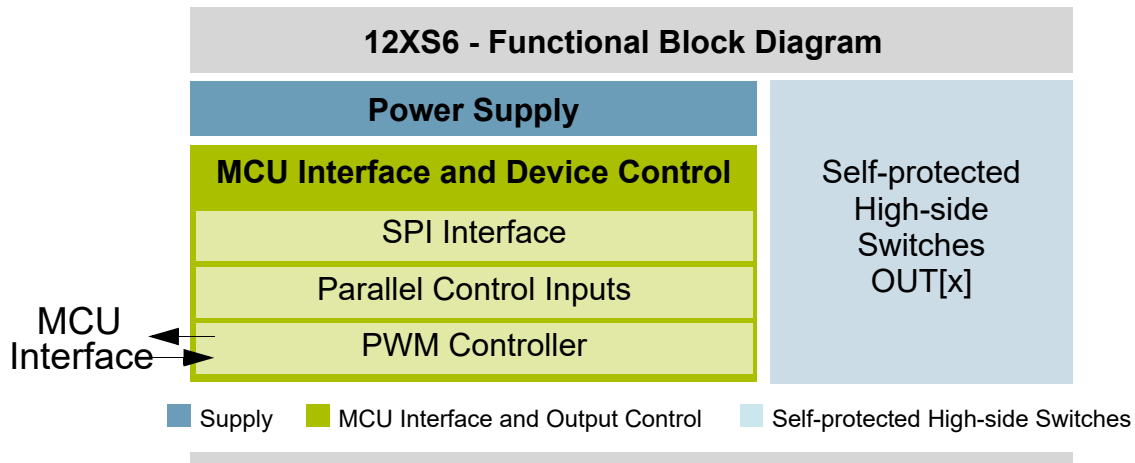 12XS6 - Functional Block Diagram
Power Supply
MCU Interface and Device Control
SPI Interface
Parallel Control Inputs
PWM Controller
Self-protected
High-side
Switches
OUT[x]
MCU
Interface
Supply
MCU Interface and Output Control
Self-protected High-side Switches